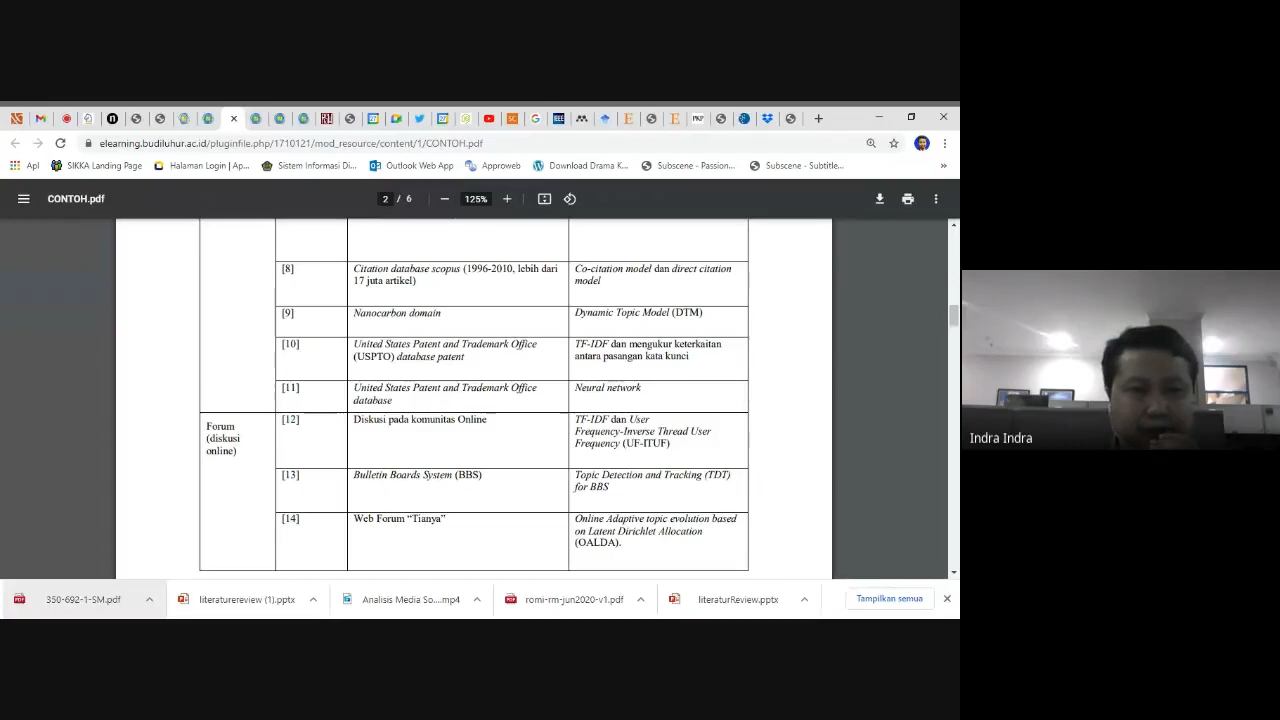 elearning.budiluhur.ac.id/pluginfile.php/1710121/mod_resource/content/1/CONTOH.pdf
Apl
SIKKA Landing Page
Halaman Login | Ap...
Sistem Informasi Di...
Outlook Web App
Approweb
Download Drama K...
Subscene - Passion...
Subscene - Subtitle...
»
CONTOH.pdf
2 / 6
125%
[8]
Citation database scopus (1996-2010, lebih dari
17 juta artikel)
Co-citation model dan direct citation
model
[9]
Nanocarbon domain
Dynamic Topic Model (DTM)
[10]
United States Patent and Trademark Office
(USPTO) database patent
TF-IDF dan mengukur keterkaitan
antara pasangan kata kunci
[11]
United States Patent and Trademark Office
database
Neural network
Forum
(diskusi
online)
[12]
Diskusi pada komunitas Online
TF-IDF dan User
Frequency-Inverse Thread User
Frequency (UF-ITUF)
[13]
Bulletin Boards System (BBS)
Topic Detection and Tracking (TDT)
for BBS
[14]
Web Forum “Tianya”
Online Adaptic topic evolution based
on Latent Dirichlet Allocation
(OALDA).
Indra Indra
350-692-1-SM.pdf
literaturereview (1).pptx
Analisis Media So....mp4
romi-rm-jun2020-v1.pdf
literaturReview.pptx
Tampilkan semua